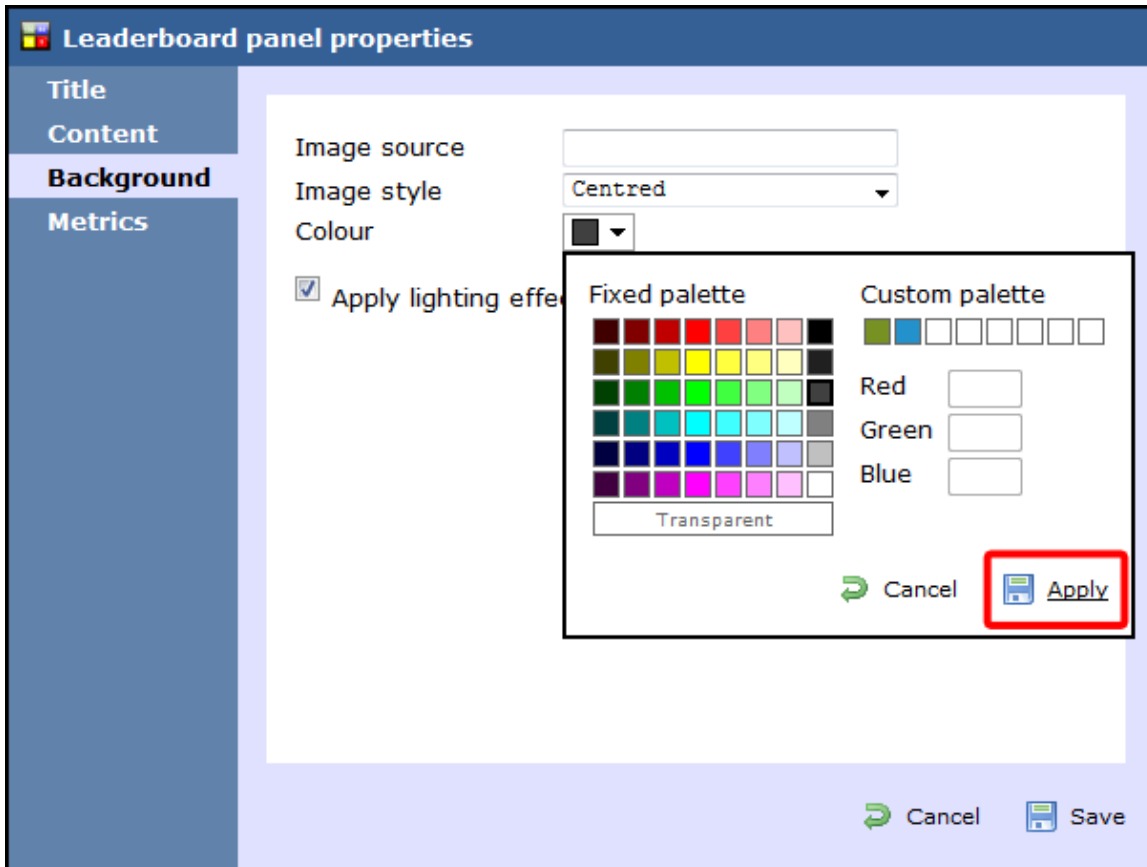 Leaderboard panel properties
Title
Content
Background
Metrics
Image source
Image style
Centred
Colour
Apply lighting effe
Fixed palette
Transparent
Custom palette
Red
Green
Blue
Cancel
Apply
Cancel
Save